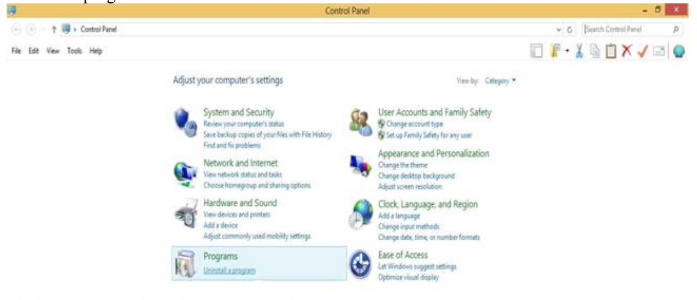 Control Panel
Control Panel
Search Control Panel
File Edit View Tools Help
Adjust your computer's settings
View by: Category
System and Security
Review your computer's status
Save backup copies of your files with File History
Find and fix problems
Network and Internet
View network status and tasks
Choose homegroup and sharing options
Hardware and Sound
View devices and printers
Add a device
Adjust commonly used mobility settings
Programs
Uninstall a program
User Accounts and Family Safety
Change account type
Set up Family Safety for any user
Appearance and Personalization
Change the theme
Change desktop background
Adjust screen resolution
Clock, Language, and Region
Add a language
Change input methods
Change date, time, or number formats
Ease of Access
Let Windows suggest settings
Optimize visual display